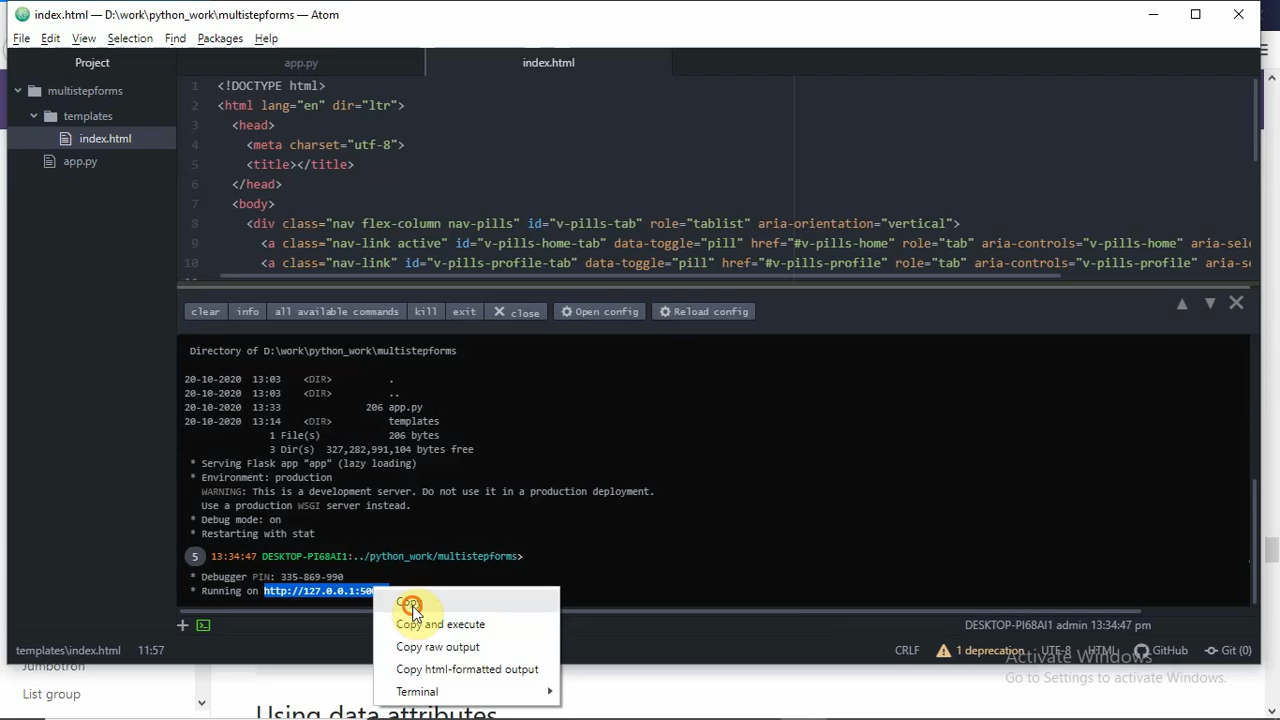 index.html — D:\work\python_work\multistepforms — Atom
File Edit View Selection Find Packages Help
Project
app.py
index.html
multistepforms
templates
index.html
app.py
1 <!DOCTYPE html>
2 <html lang="en" dir="ltr">
3 <head>
4 <meta charset="utf-8">
5 <title></title>
6 </head>
7 <body>
8 <div class="nav flex-column nav-pills" id="v-pills-tab" role="tablist" aria-orientation="vertical">
9 <a class="nav-link active" id="v-pills-home-tab" data-toggle="pill" href="#v-pills-home" role="tab" aria-controls="v-pills-home" aria-sele
10 <a class="nav-link" id="v-pills-profile-tab" data-toggle="pill" href="#v-pills-profile" role="tab" aria-controls="v-pills-profile" aria-se
clear info all available commands kill exit close Open config Reload config
Directory of D:\work\python_work\multistepforms
20-10-2020 13:03 <DIR> .
20-10-2020 13:03 <DIR> ..
20-10-2020 13:33 206 app.py
20-10-2020 13:14 <DIR> templates
1 File(s) 206 bytes
3 Dir(s) 327,282,991,104 bytes free
* Serving Flask app "app" (lazy loading)
* Environment: production
WARNING: This is a development server. Do not use it in a production deployment.
Use a production WSGI server instead.
* Debug mode: on
* Restarting with stat
5 13:34:47 DESKTOP-PI68AI1:../python_work/multistepforms>
* Debugger PIN: 335-869-990
* Running on http://127.0.0.1:500
Copy
Copy and execute
Copy raw output
Copy html-formatted output
Terminal
DESKTOP-PI68AI1 admin 13:34:47 pm
templates\index.html 11:57
CRLF 1 deprecation UTF-8 HTML GitHub Git (0)
Activate Windows
Go to Settings to activate Windows.
Jumbotron
List group
Using data attributes